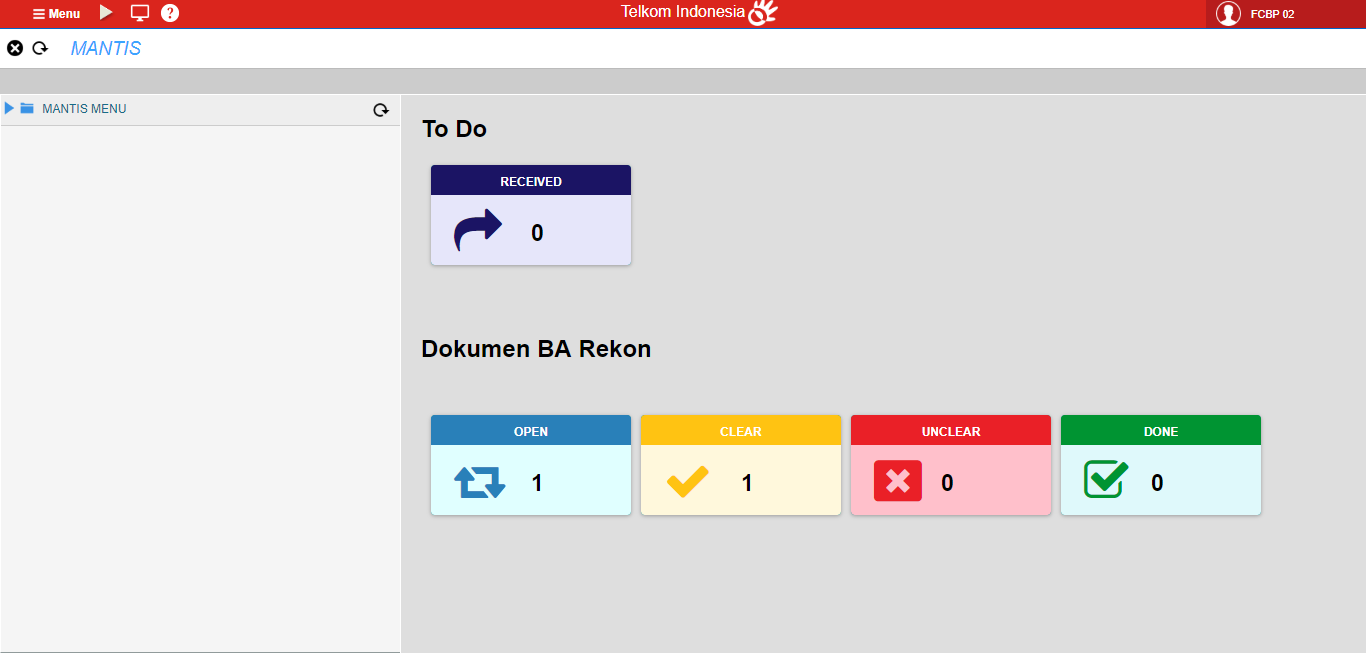 Menu
?
Telkom Indonesia
FCBP 02
MANTIS
MANTIS MENU
To Do
RECEIVED
0
Dokumen BA Rekon
OPEN
1
CLEAR
1
UNCLEAR
0
DONE
0